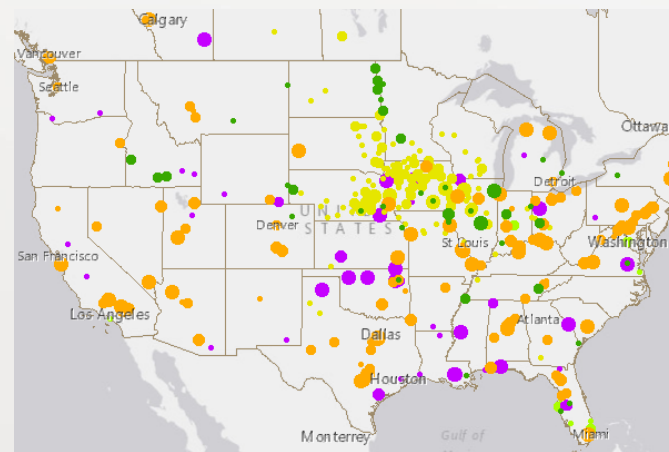 Calgary
Vancouver
Seattle
Ottawa
Detroit
UNITED
STATES
Denver
St Louis
Washington
San Francisco
Los Angeles
Atlanta
Dallas
Houston
Monterrey
Gulf of
Miami